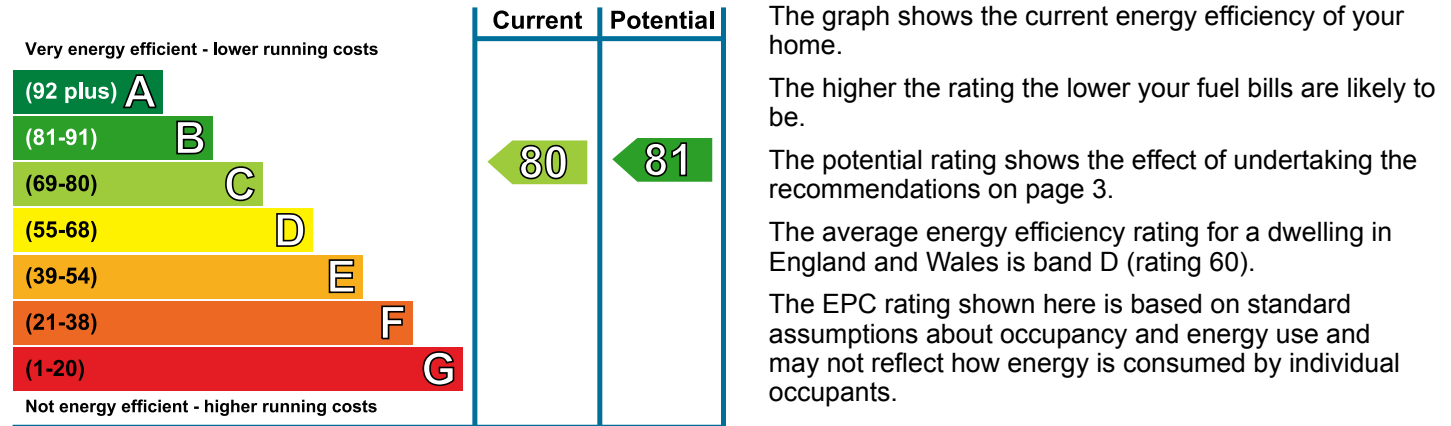 Current Potential
Very energy efficient - lower running costs
(92 plus) A
(81-91) B
(69-80) C
(55-68) D
(39-54) E
(21-38) F
(1-20) G
Not energy efficient - higher running costs
80 81
The graph shows the current energy efficiency of your
home.
The higher the rating the lower your fuel bills are likely to
be.
The potential rating shows the effect of undertaking the
recommendations on page 3.
The average energy efficiency rating for a dwelling in
England and Wales is band D (rating 60).
The EPC rating shown here is based on standard
assumptions about occupancy and energy use and
may not reflect how energy is consumed by individual
occupants.